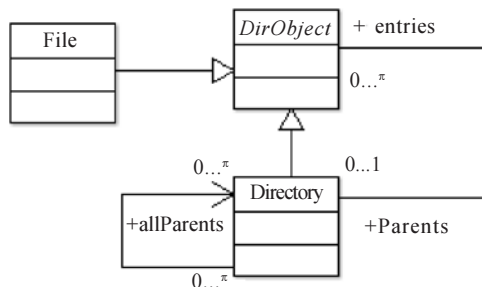 File
DirObject
+ entries
0...π
0...π
0...1
Directory
+allParents
+Parents
0...π